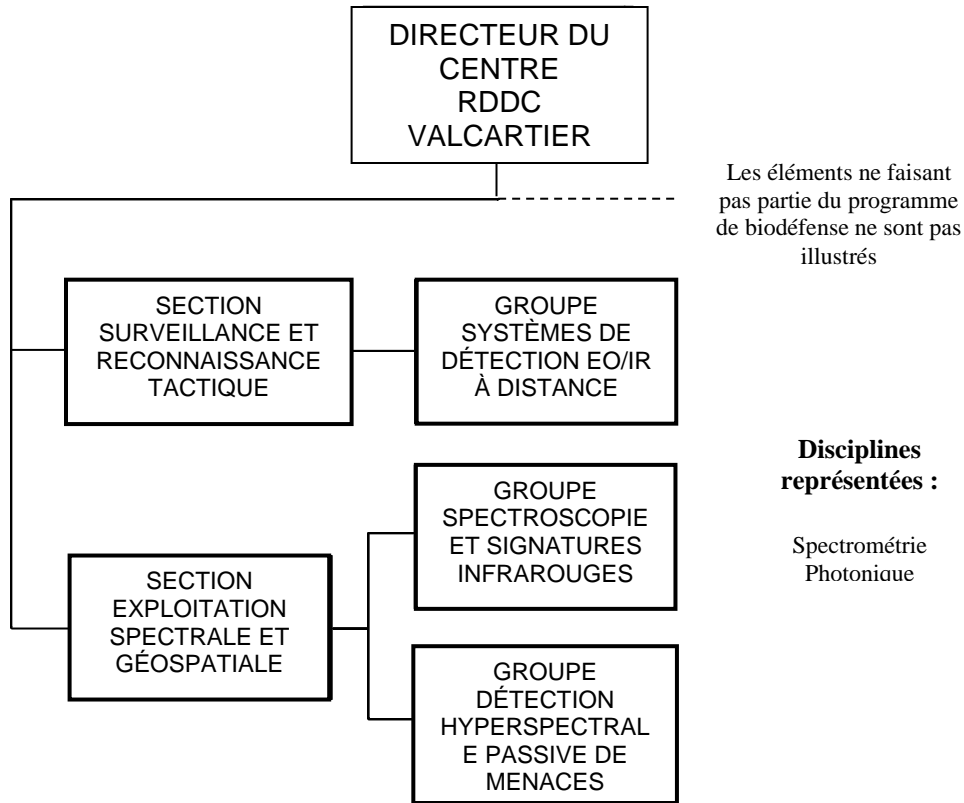 DIRECTEUR DU
CENTRE
RDDC
VALCARTIER
Les éléments ne faisant
pas partie du programme
de biodéfense ne sont pas
illustrés
SECTION
SURVEILLANCE ET
RECONNAISSANCE
TACTIQUE
GROUPE
SYSTÈMES DE
DÉTECTION EO/IR
À DISTANCE
Disciplines
représentées :
Spectrométrie
Photonique
GROUPE
SPECTROSCOPIE
ET SIGNATURES
INFRAROUGES
SECTION
EXPLOITATION
SPECTRALE ET
GÉOSPATIALE
GROUPE
DÉTECTION
HYPERSPECTRAL
E PASSIVE DE
MENACES